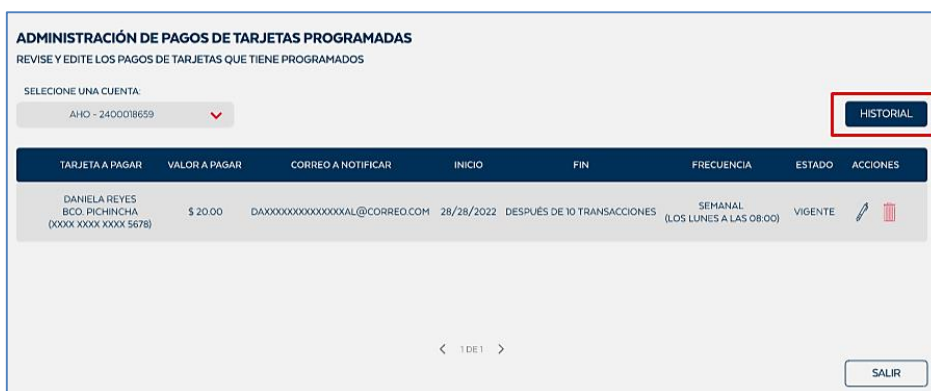 ADMINISTRACIÓN DE PAGOS DE TARJETAS PROGRAMADAS
REVISE Y EDITE LOS PAGOS DE TARJETAS QUE TIENE PROGRAMADOS
SELECIONE UNA CUENTA:
AHO - 2400018659
HISTORIAL
TARJETA A PAGAR VALOR A PAGAR CORREO A NOTIFICAR INICIO FIN FRECUENCIA ESTADO ACCIONES
DANIELA REYES
BCO. PICHINCHA
(XXXX XXXX XXXX 5678)
$ 20.00
DAXXXXXXXXXXXXXAL@CORREO.COM
28/28/2022
DESPUÉS DE 10 TRANSACCIONES
SEMANAL
(LOS LUNES A LAS 08:00)
VIGENTE
1 DE 1
SALIR